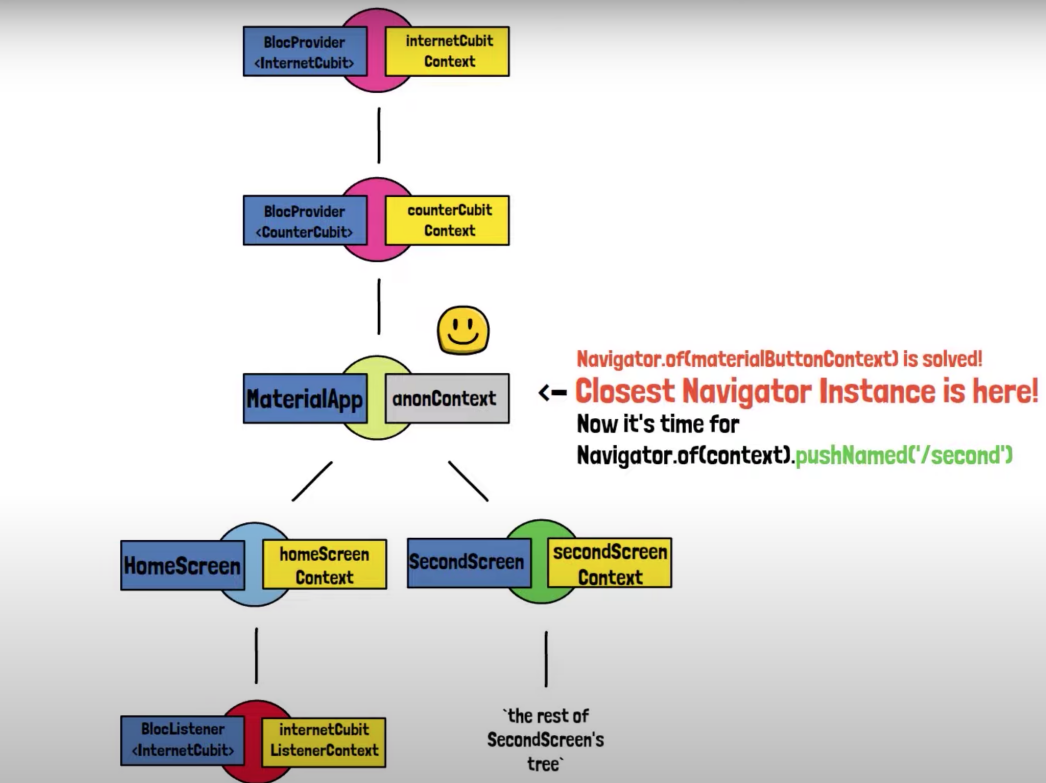 BlocProvider
<InternetCubit>
internetCubit
Context
BlocProvider
<CounterCubit>
counterCubit
Context
MaterialApp
anonContext
Navigator.of(materialButtonContext) is solved!
<- Closest Navigator Instance is here!
Now it's time for
Navigator.of(context).pushNamed('/second')
HomeScreen
homeScreen
Context
SecondScreen
secondScreen
Context
BlocListener
<InternetCubit>
internetCubit
ListenerContext
`the rest of
SecondScreen's
tree`